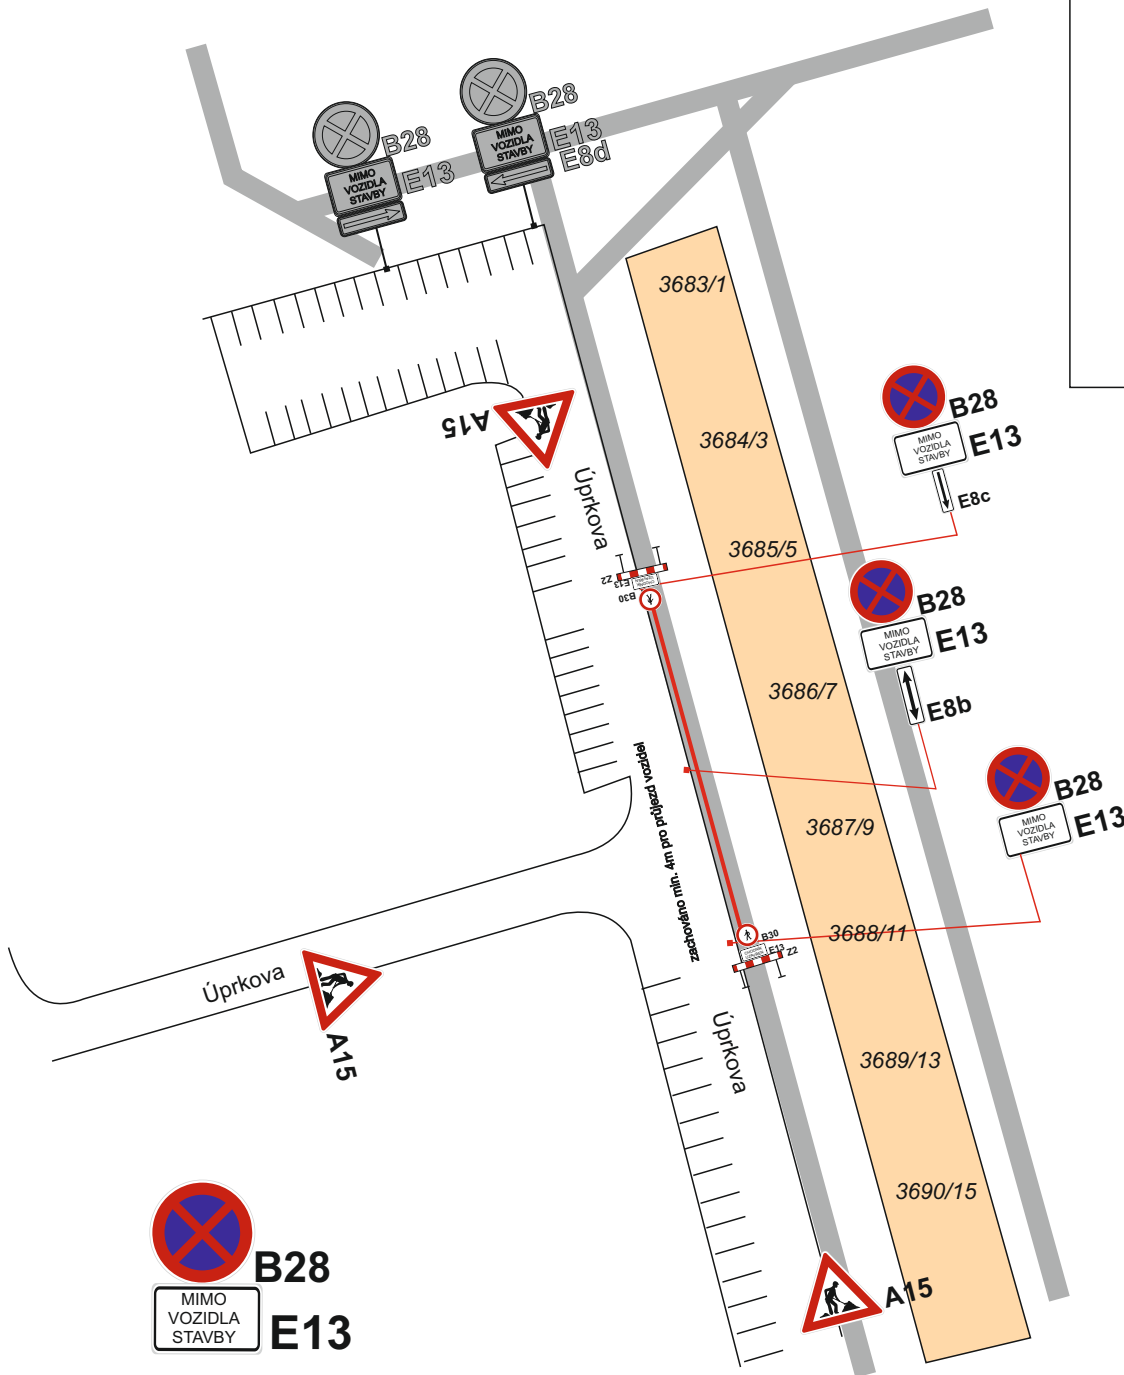 B28
MIMO
VOZIDLA
STAVBY
E13
E8d
B28
MIMO
VOZIDLA
STAVBY
E13
3683/1
B28
MIMO
VOZIDLA
STAVBY
E13
E8c
A15
3684/3
Úprkova
3685/5
Z2
E13
B30
B28
MIMO
VOZIDLA
STAVBY
E13
E8b
3686/7
zachováno min. 4m pro průjezd vozidel
B28
MIMO
VOZIDLA
STAVBY
E13
3687/9
3688/11
B30
E13
Z2
Úprkova
A15
Úprkova
3689/13
3690/15
A15
B28
MIMO
VOZIDLA
STAVBY
E13